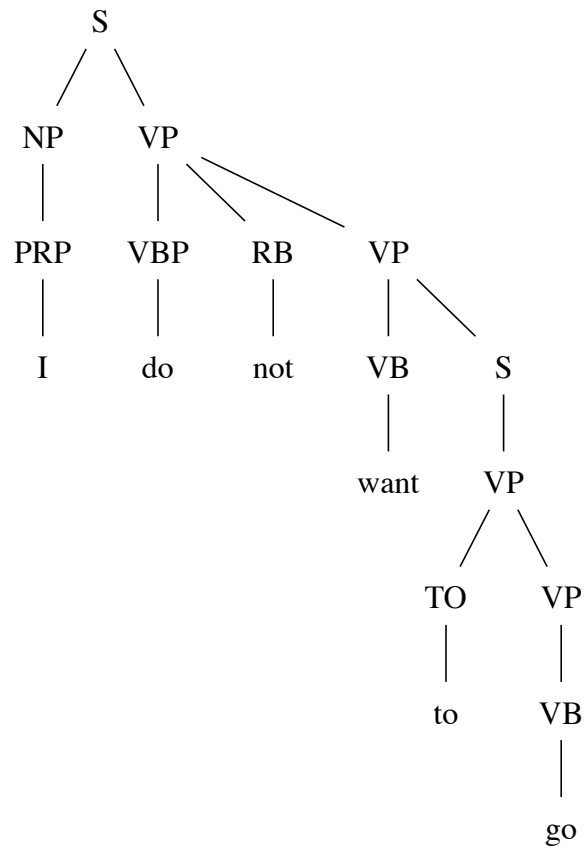 S
NP VP
PRP VBP RB VP
I do not VB S
want VP
TO VP
to VB
go